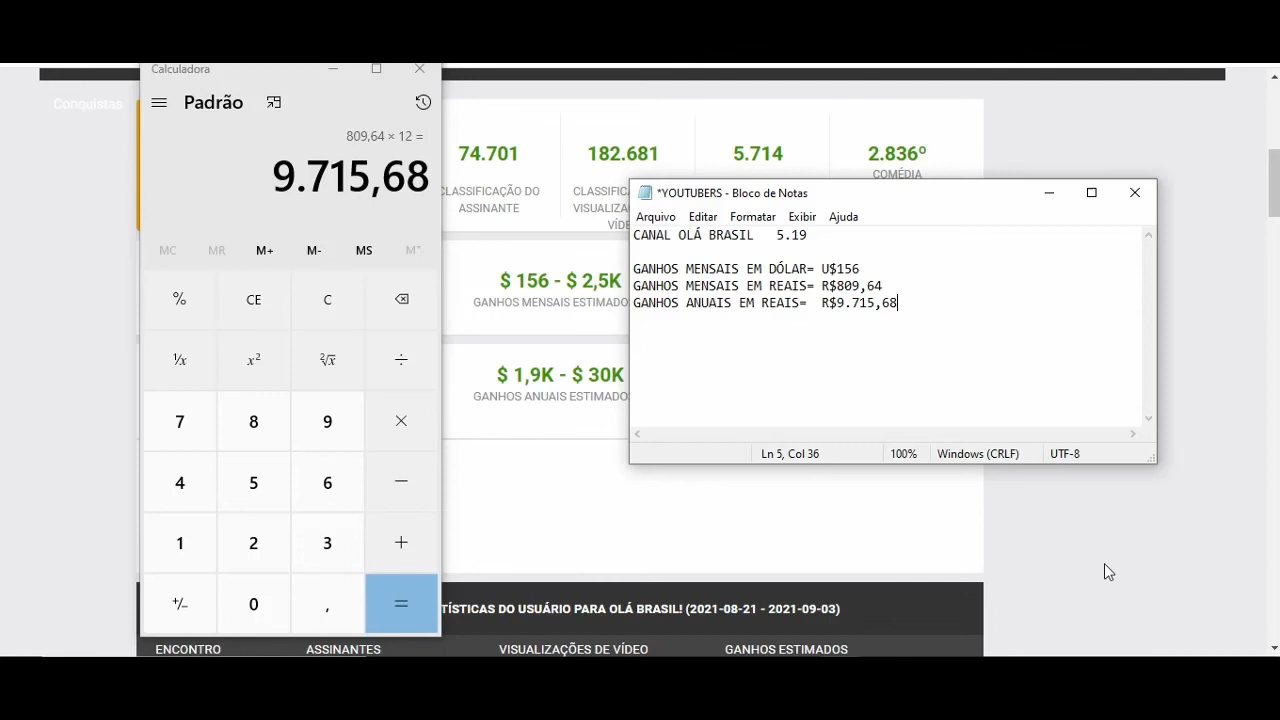 Calculadora
Conquistas
Padrão
809,64 × 12 =
9.715,68
MC MR M+ M- MS M˅
% CE C
⅟x x² ²√x ÷
7 8 9 ×
4 5 6 −
1 2 3 +
+/− 0 , =
74.701 182.681 5.714 2.836º
COMÉDIA
CLASSIFICAÇÃO DO
ASSINANTE
CLASSIFIC
VISUALIZA
VÍDE
$ 156 - $ 2,5K
GANHOS MENSAIS ESTIMADO
$ 1,9K - $ 30K
GANHOS ANUAIS ESTIMADOS
*YOUTUBERS - Bloco de Notas
Arquivo Editar Formatar Exibir Ajuda
CANAL OLÁ BRASIL 5.19
GANHOS MENSAIS EM DÓLAR= U$156
GANHOS MENSAIS EM REAIS= R$809,64
GANHOS ANUAIS EM REAIS= R$9.715,68
Ln 5, Col 36 100% Windows (CRLF) UTF-8
TÍSTICAS DO USUÁRIO PARA OLÁ BRASIL! (2021-08-21 - 2021-09-03)
ENCONTRO ASSINANTES VISUALIZAÇÕES DE VÍDEO GANHOS ESTIMADOS